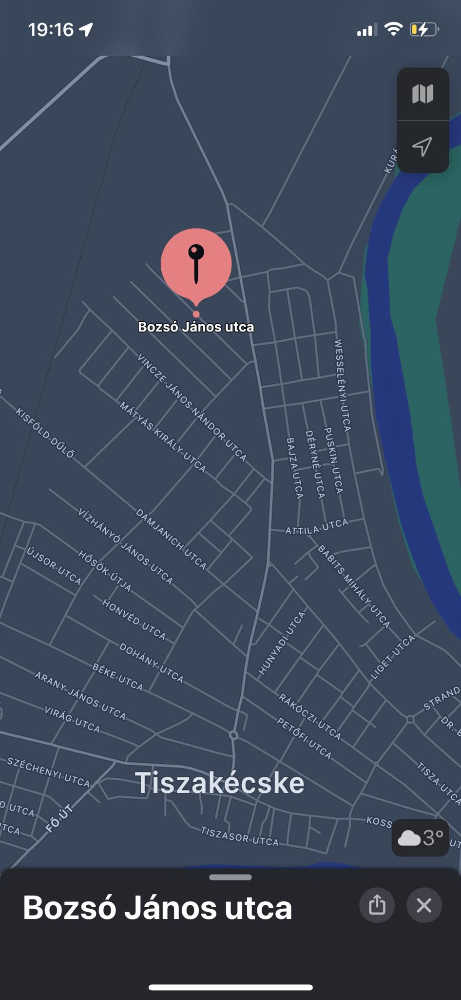 19:16
KURÁ
Bozsó János utca
WESSELÉNYI UTCA
VINCZE JÁNOS NÁNDOR UTCA
MÁTYÁS KIRÁLY UTCA
KISFÖLD DŰLŐ
BAJZA UTCA
DÉRYNÉ UTCA
PUSKIN UTCA
ATTILA UTCA
DAMJANICH UTCA
VÍZHÁNYÓ JÁNOS UTCA
HŐSÖK ÚTJA
ÚJSOR UTCA
BABITS MIHÁLY UTCA
HONVÉD UTCA
HUNYADI UTCA
LIGET UTCA
DOHÁNY UTCA
BÉKE UTCA
ARANY JÁNOS UTCA
VIRÁG UTCA
RÁKÓCZI UTCA
PETŐFI UTCA
STRAND
DR.
TISZA UTCA
SZÉCHENYI UTCA
Tiszakécske
D UTCA
UTCA
FŐ ÚT
TISZASOR UTCA
KOSS
UT
3°
Bozsó János utca